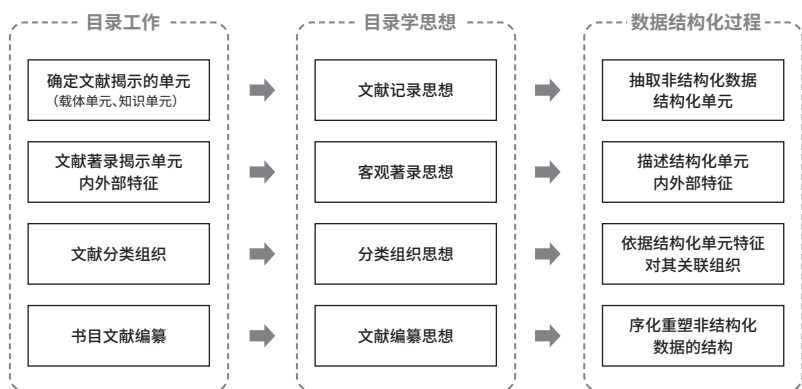 目录工作
目录学思想
数据结构化过程
确定文献揭示的单元
（载体单元、知识单元）
文献记录思想
抽取非结构化数据
结构化单元
文献著录揭示单元
内外部特征
客观著录思想
描述结构化单元
内外部特征
文献分类组织
分类组织思想
依据结构化单元特征
对其关联组织
书目文献编纂
文献编纂思想
序化重塑非结构化
数据的结构